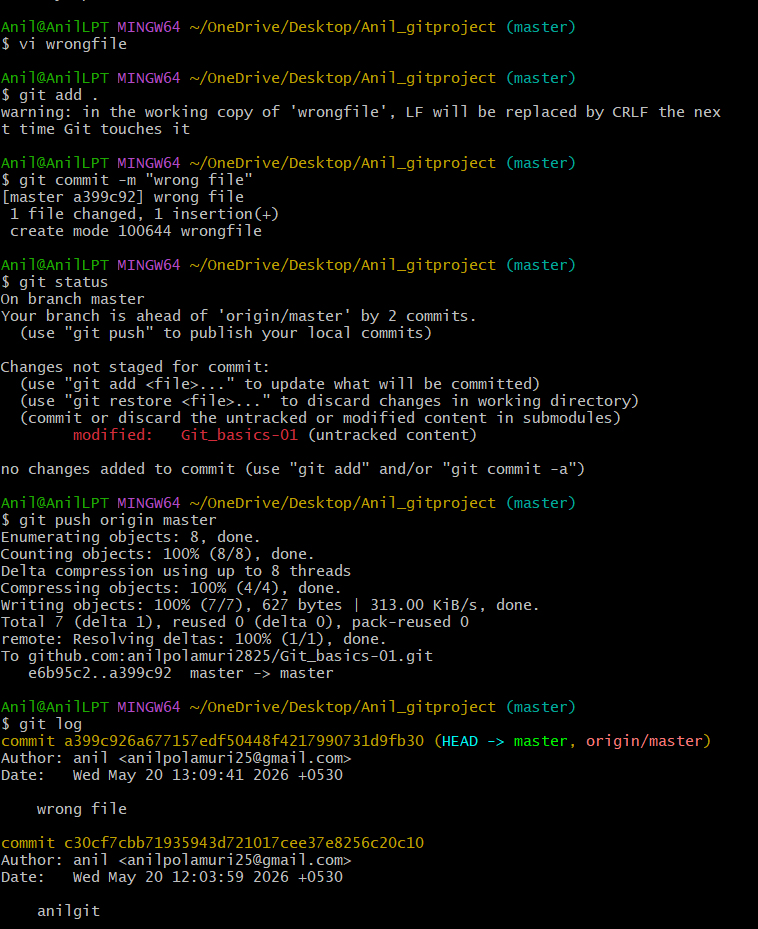 Anil@AnilLPT MINGW64 ~/OneDrive/Desktop/Anil_gitproject (master)
$ vi wrongfile

Anil@AnilLPT MINGW64 ~/OneDrive/Desktop/Anil_gitproject (master)
$ git add .
warning: in the working copy of 'wrongfile', LF will be replaced by CRLF the nex
t time Git touches it

Anil@AnilLPT MINGW64 ~/OneDrive/Desktop/Anil_gitproject (master)
$ git commit -m "wrong file"
[master a399c92] wrong file
 1 file changed, 1 insertion(+)
 create mode 100644 wrongfile

Anil@AnilLPT MINGW64 ~/OneDrive/Desktop/Anil_gitproject (master)
$ git status
On branch master
Your branch is ahead of 'origin/master' by 2 commits.
  (use "git push" to publish your local commits)

Changes not staged for commit:
  (use "git add <file>..." to update what will be committed)
  (use "git restore <file>..." to discard changes in working directory)
  (commit or discard the untracked or modified content in submodules)
        modified:   Git_basics-01 (untracked content)

no changes added to commit (use "git add" and/or "git commit -a")

Anil@AnilLPT MINGW64 ~/OneDrive/Desktop/Anil_gitproject (master)
$ git push origin master
Enumerating objects: 8, done.
Counting objects: 100% (8/8), done.
Delta compression using up to 8 threads
Compressing objects: 100% (4/4), done.
Writing objects: 100% (7/7), 627 bytes | 313.00 KiB/s, done.
Total 7 (delta 1), reused 0 (delta 0), pack-reused 0
remote: Resolving deltas: 100% (1/1), done.
To github.com:anilpolamuri2825/Git_basics-01.git
   e6b95c2..a399c92  master -> master

Anil@AnilLPT MINGW64 ~/OneDrive/Desktop/Anil_gitproject (master)
$ git log
commit a399c926a677157edf50448f4217990731d9fb30 (HEAD -> master, origin/master)
Author: anil <anilpolamuri25@gmail.com>
Date:   Wed May 20 13:09:41 2026 +0530

    wrong file

commit c30cf7cbb71935943d721017cee37e8256c20c10
Author: anil <anilpolamuri25@gmail.com>
Date:   Wed May 20 12:03:59 2026 +0530

    anilgit